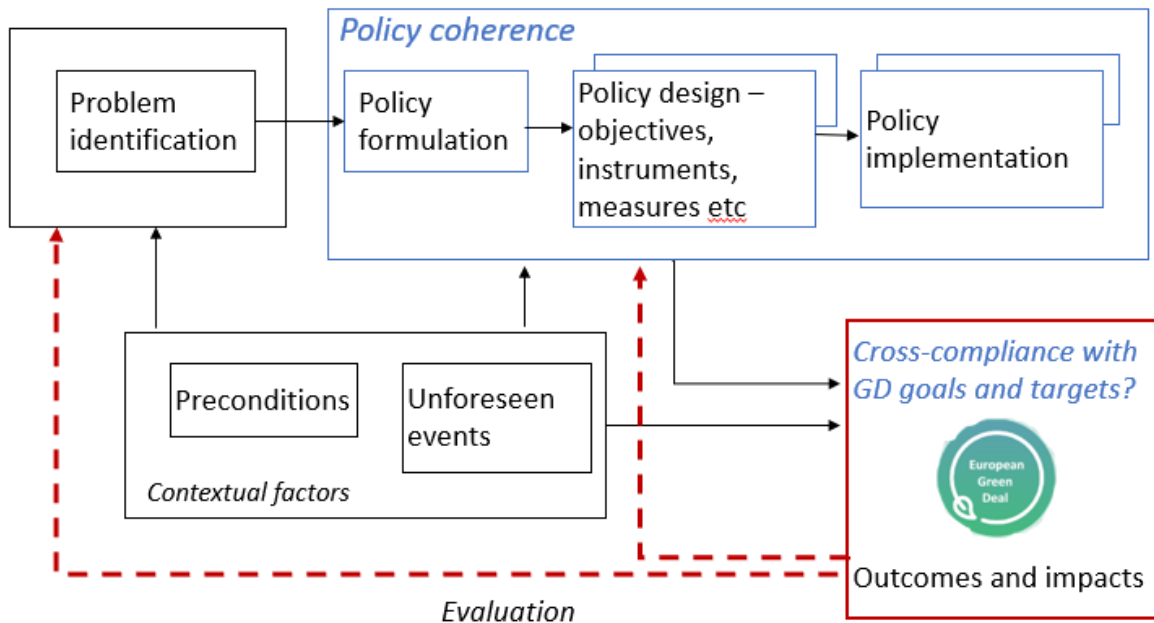 Policy coherence
Problem
identification
Policy
formulation
Policy design –
objectives,
instruments,
measures etc
Policy
implementation
Preconditions
Unforeseen
events
Contextual factors
Cross-compliance with
GD goals and targets?
European
Green
Deal
Outcomes and impacts
Evaluation